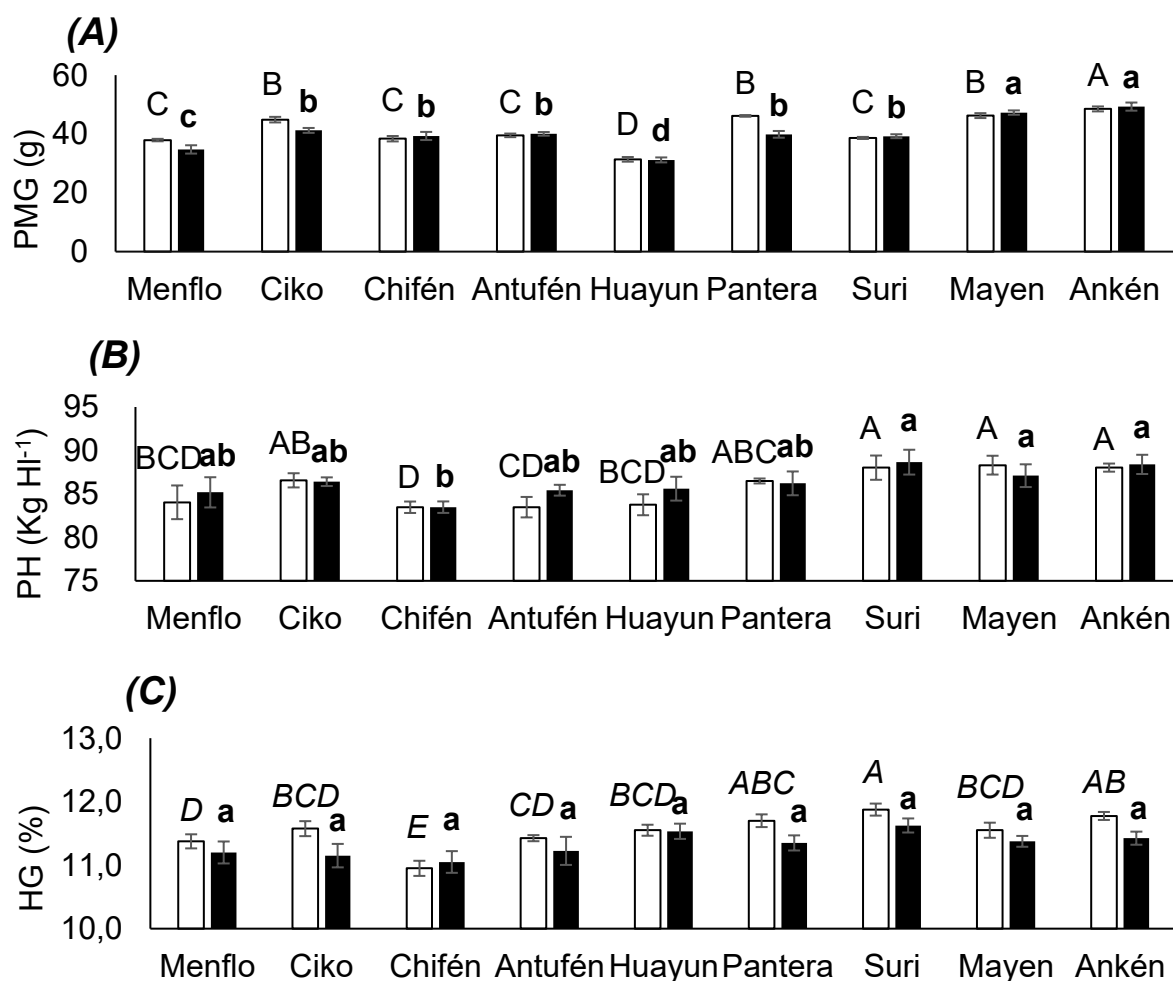 (A)
60
40
20
0
PMG (g)
C c B b C b C b D d B b C b B a A a
Menflo Ciko Chifén Antufén Huayun Pantera Suri Mayen Ankén
(B)
95
90
85
80
75
PH (Kg Hl-1)
BCD ab AB ab D b CD ab BCD ab ABC ab A a A a A a
Menflo Ciko Chifén Antufén Huayun Pantera Suri Mayen Ankén
(C)
13,0
12,0
11,0
10,0
HG (%)
D a BCD a E a CD a BCD a ABC a A a BCD a AB a
Menflo Ciko Chifén Antufén Huayun Pantera Suri Mayen Ankén